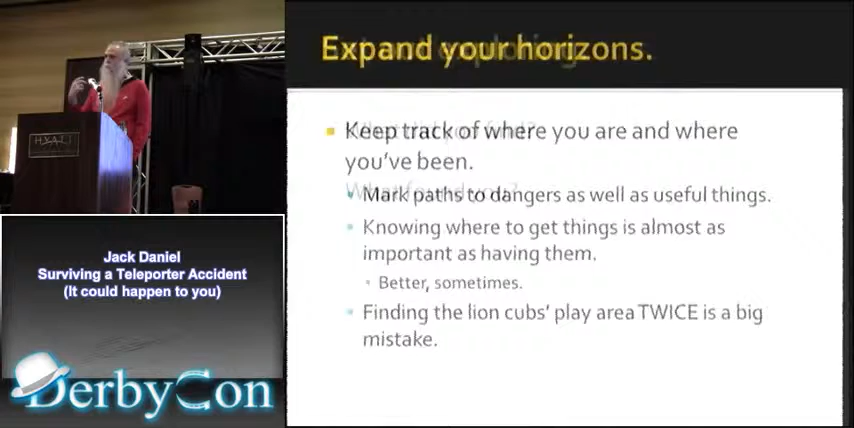 HYATT
Jack Daniel
Surviving a Teleporter Accident
(It could happen to you)
DerbyCon
Expand your horizons.
Keep track of where you are and where
you've been.
Mark paths to dangers as well as useful things.
Knowing where to get things is almost as
important as having them.
Better, sometimes.
Finding the lion cubs' play area TWICE is a big
mistake.